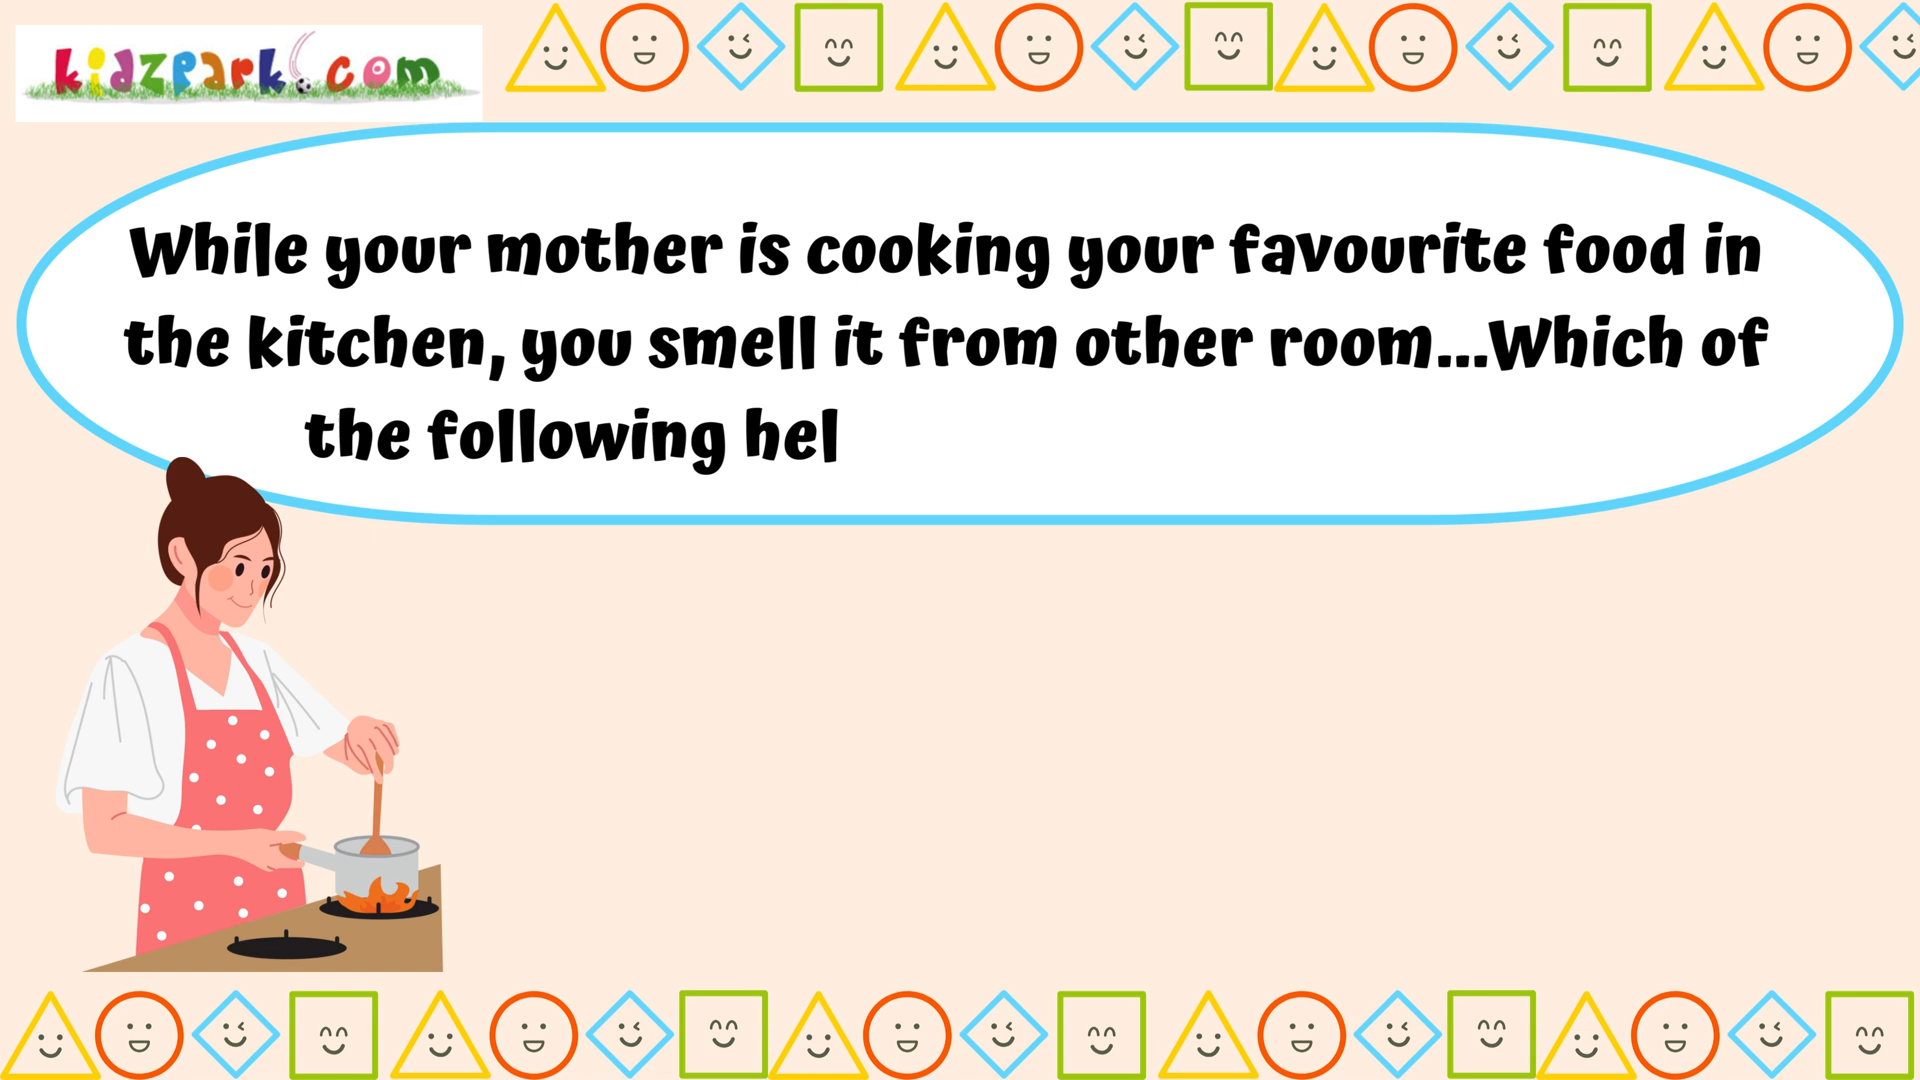 kidzpark.com
While your mother is cooking your favourite food in
the kitchen, you smell it from other room...Which of
the following hel